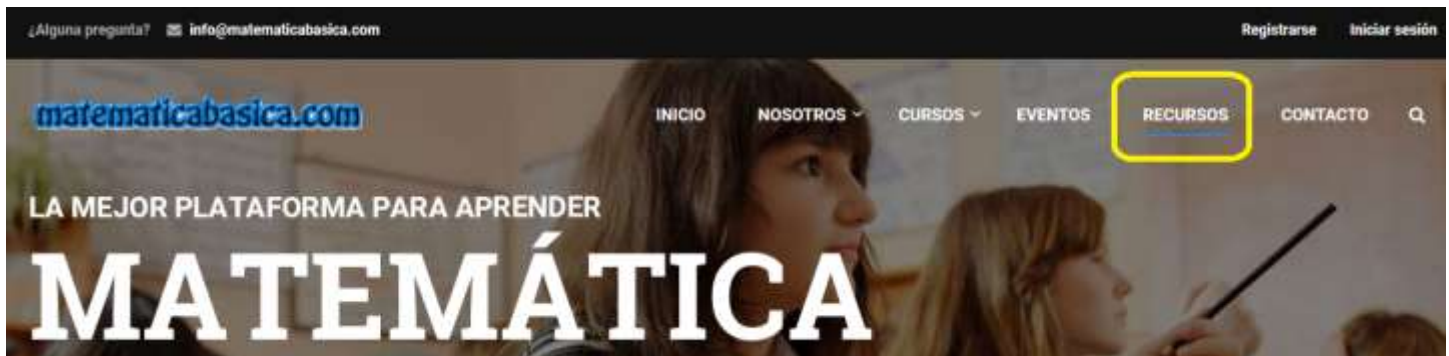 ¿Alguna pregunta? info@matematicabasica.com Registrarse Iniciar sesión
matematicabasica.com INICIO NOSOTROS CURSOS EVENTOS RECURSOS CONTACTO
LA MEJOR PLATAFORMA PARA APRENDER
MATEMÁTICA